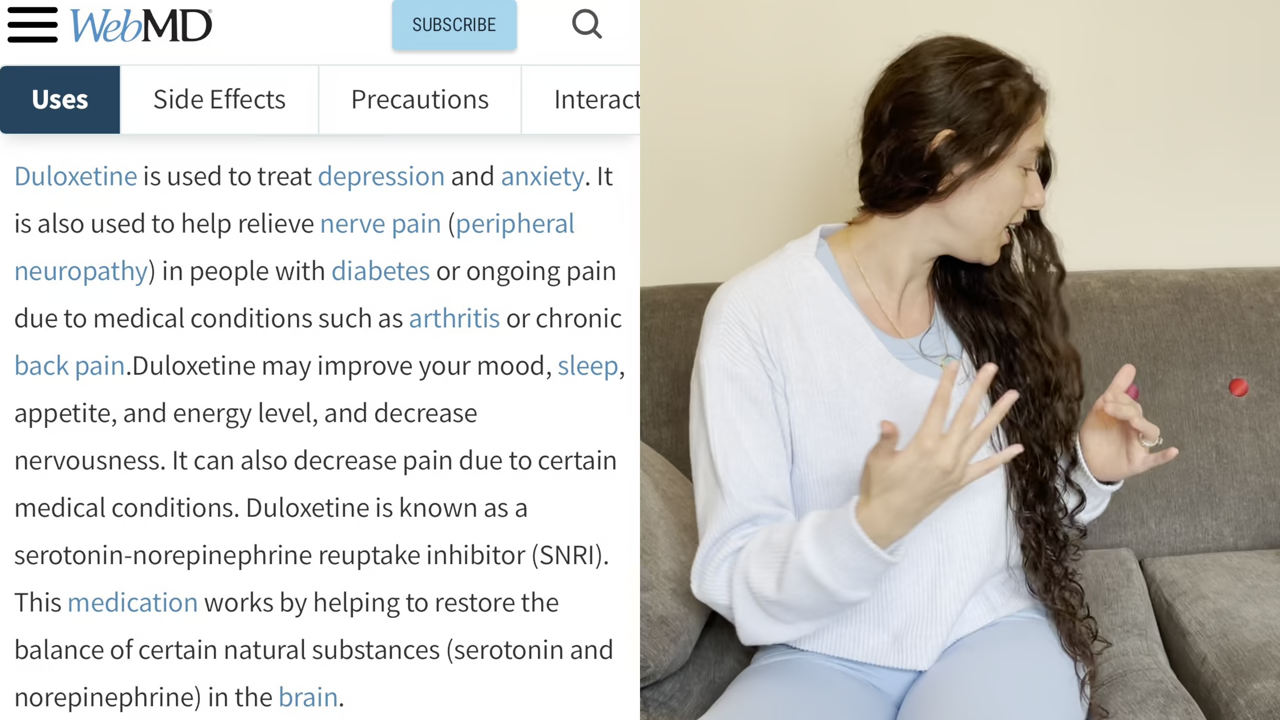 WebMD
SUBSCRIBE
Uses
Side Effects
Precautions
Interact
Duloxetine is used to treat depression and anxiety. It
is also used to help relieve nerve pain (peripheral
neuropathy) in people with diabetes or ongoing pain
due to medical conditions such as arthritis or chronic
back pain.Duloxetine may improve your mood, sleep,
appetite, and energy level, and decrease
nervousness. It can also decrease pain due to certain
medical conditions. Duloxetine is known as a
serotonin-norepinephrine reuptake inhibitor (SNRI).
This medication works by helping to restore the
balance of certain natural substances (serotonin and
norepinephrine) in the brain.